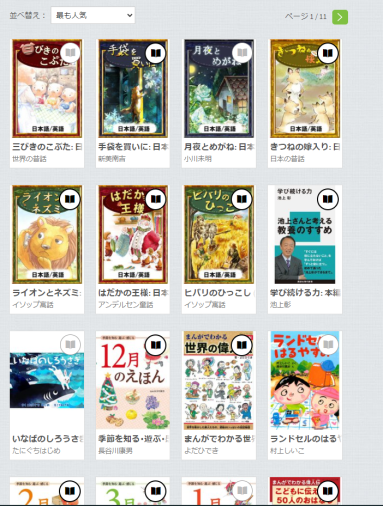 並べ替え： 最も人気
ページ1/11
三びきの
こぶた
日本語/英語
手袋を
買いに
日本語/英語
月夜と
めがね
日本語/英語
きつねの
嫁入り
日本語/英語
三びきのこぶた: 日
世界の昔話
手袋を買いに: 日本
新美南吉
月夜とめがね: 日本
小川未明
きつねの嫁入り: 日
日本の昔話
ライオンと
ネズミ
日本語/英語
はだかの
王様
日本語/英語
ヒバリの
ひっこし
日本語/英語
学び続ける力
池上 彰
池上さんと考える
教養のすすめ
ライオンとネズミ:
イソップ寓話
はだかの王様: 日本
アンデルセン童話
ヒバリのひっこし
イソップ寓話
学び続ける力: 本編
池上彰
いなばのしろうさぎ
12月
のえほん
まんがでわかる
世界の偉人
ランドセルの
はるやすみ
いなばのしろうさぎ
たにぐちはじめ
季節を知る・遊ぶ・
長谷川康男
まんがでわかる世界
よだひでき
ランドセルのはる
村上しいこ
2月
3月
1月
まんがでわかる偉人伝
こどもに伝え
50人のおは